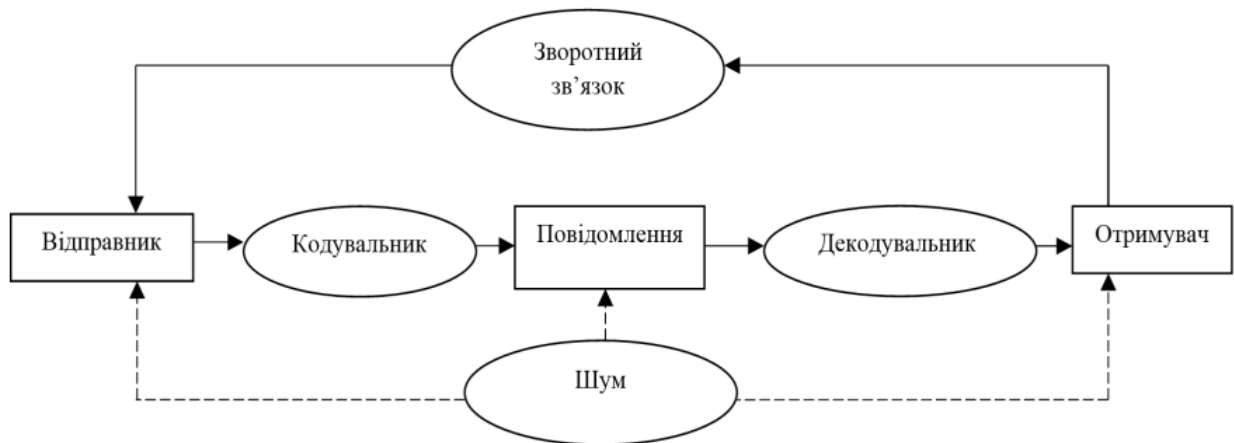 Зворотний
зв’язок
Відправник
Кодувальник
Повідомлення
Декодувальник
Отримувач
Шум